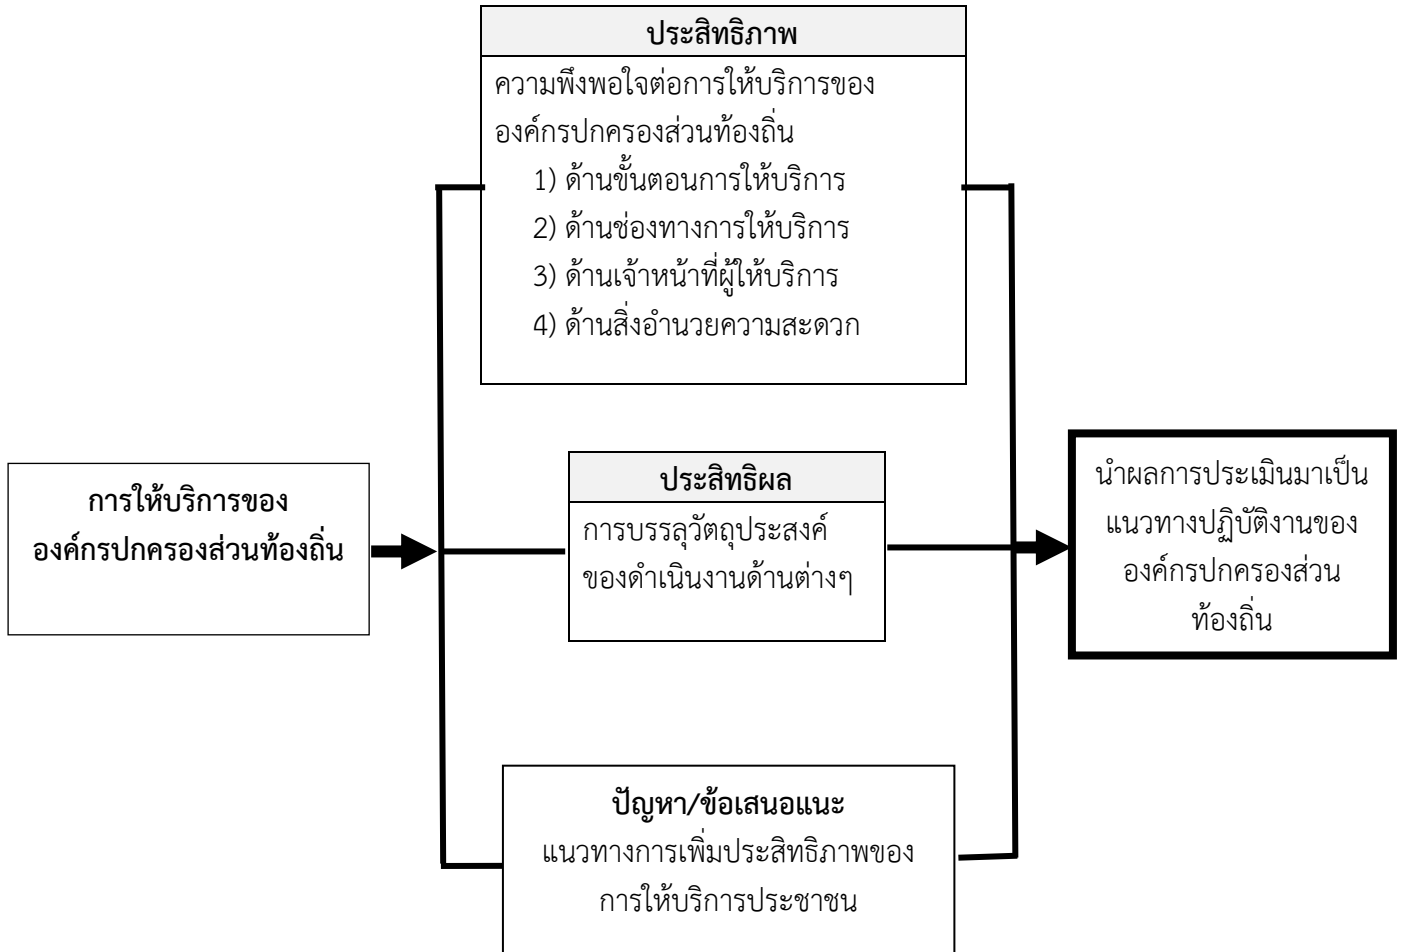 ประสิทธิภาพ
ความพึงพอใจต่อการให้บริการของ
องค์กรปกครองส่วนท้องถิ่น
1) ด้านขั้นตอนการให้บริการ
2) ด้านช่องทางการให้บริการ
3) ด้านเจ้าหน้าที่ผู้ให้บริการ
4) ด้านสิ่งอำนวยความสะดวก
การให้บริการของ
องค์กรปกครองส่วนท้องถิ่น
ประสิทธิผล
การบรรลุวัตถุประสงค์
ของดำเนินงานด้านต่างๆ
นำผลการประเมินมาเป็น
แนวทางปฏิบัติงานของ
องค์กรปกครองส่วน
ท้องถิ่น
ปัญหา/ข้อเสนอแนะ
แนวทางการเพิ่มประสิทธิภาพของ
การให้บริการประชาชน